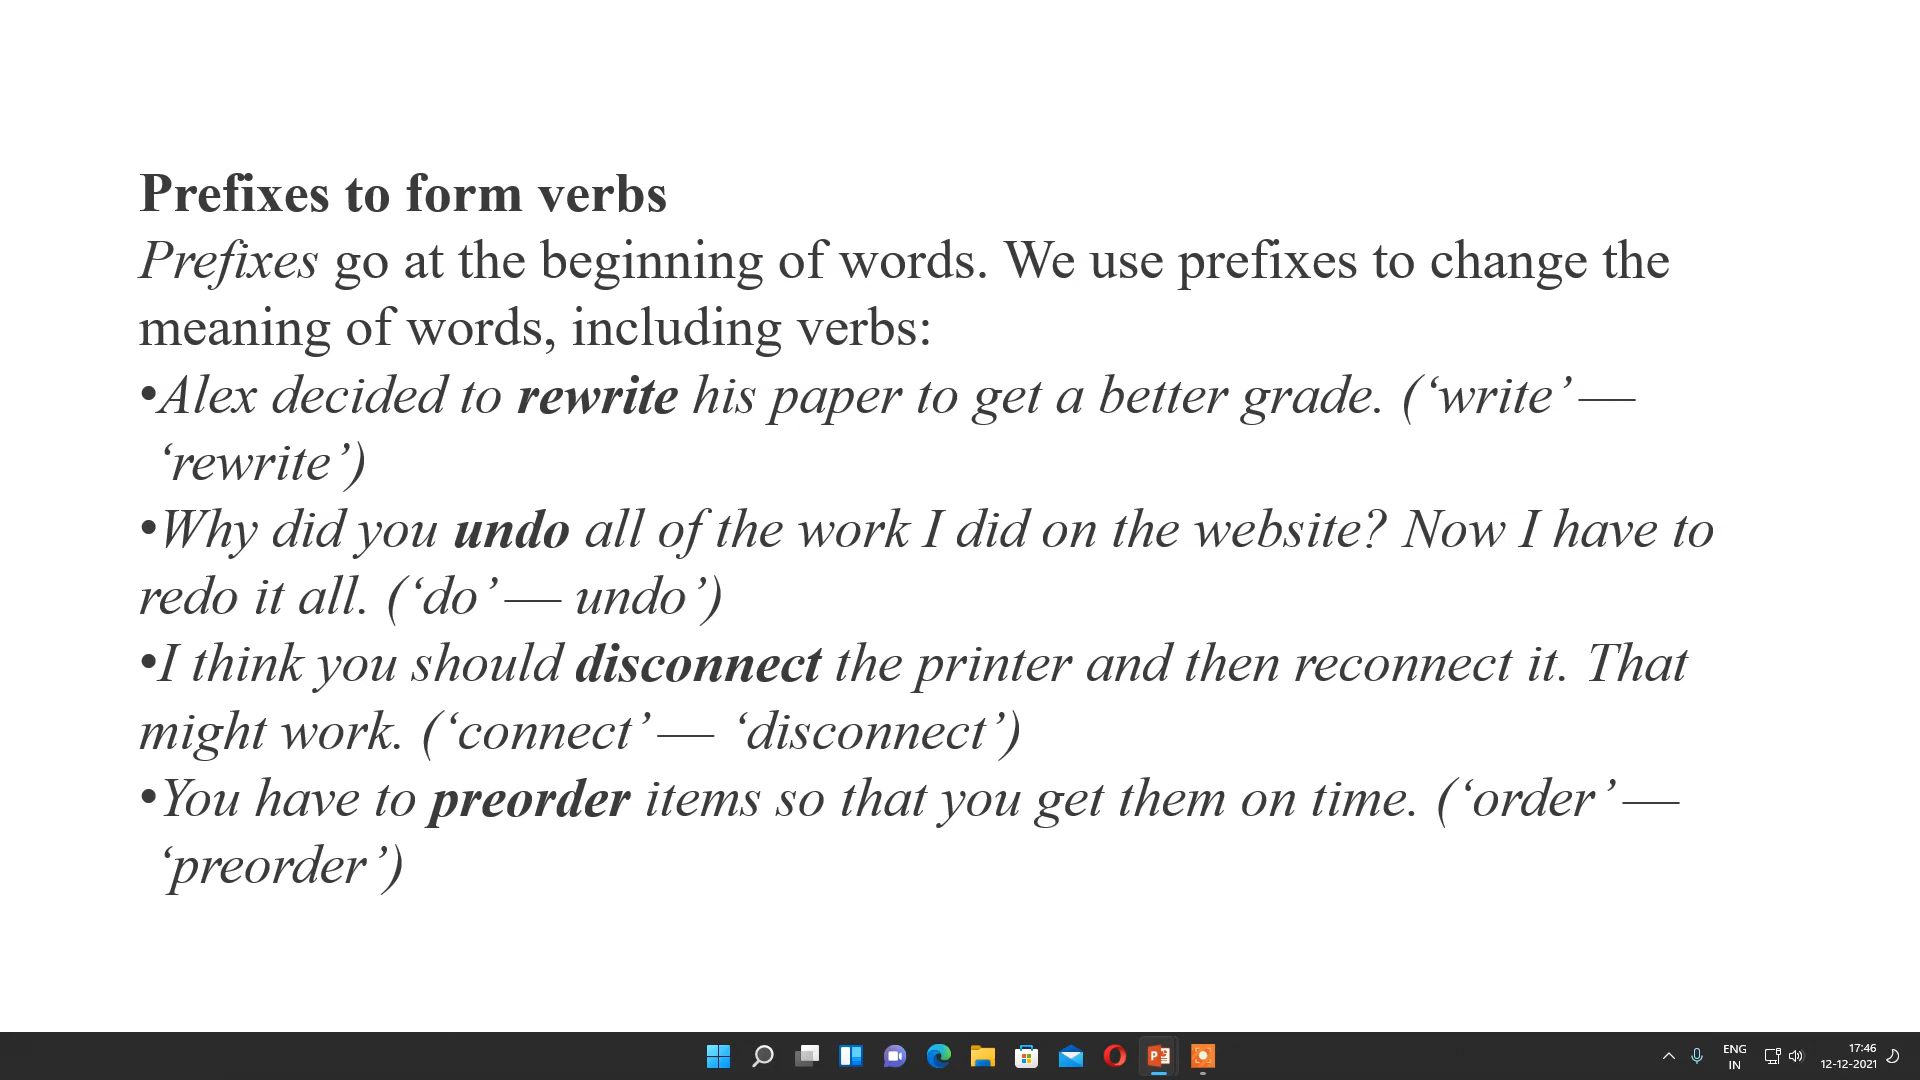 Prefixes to form verbs
Prefixes go at the beginning of words. We use prefixes to change the
meaning of words, including verbs:
•Alex decided to rewrite his paper to get a better grade. (‘write’ —
‘rewrite’)
•Why did you undo all of the work I did on the website? Now I have to
redo it all. (‘do’ — undo’)
•I think you should disconnect the printer and then reconnect it. That
might work. (‘connect’ — ‘disconnect’)
•You have to preorder items so that you get them on time. (‘order’ —
‘preorder’)
ENG
IN
17:46
12-12-2021